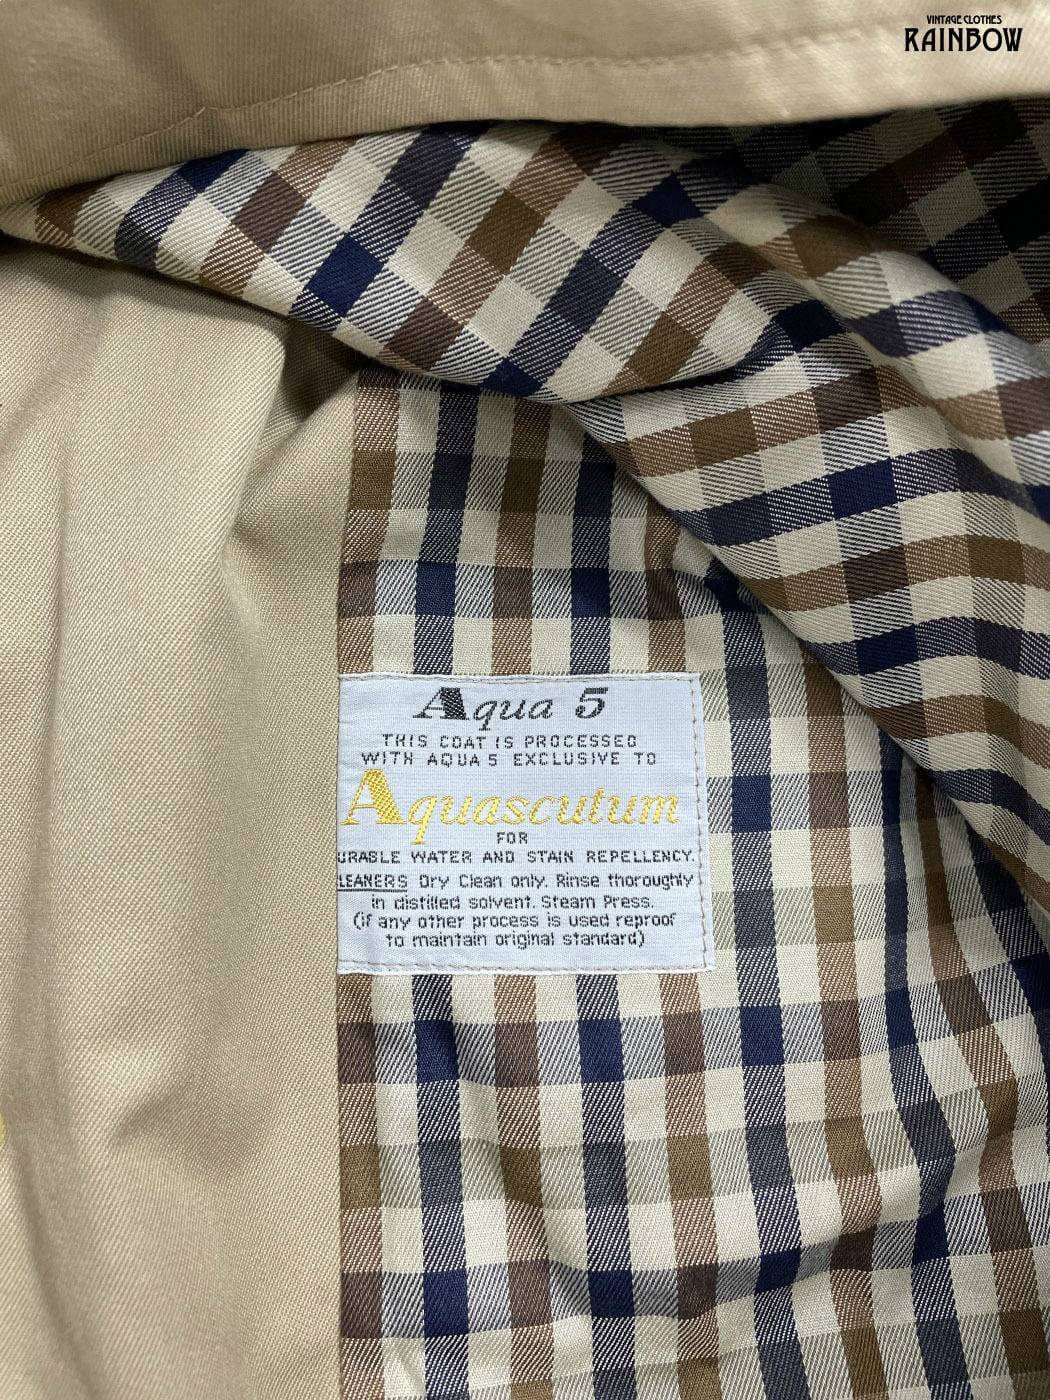 VINTAGE CLOTHES
RAINBOW
Aqua 5
THIS COAT IS PROCESSED
WITH AQUA 5 EXCLUSIVE TO
Aquascutum
FOR
URABLE WATER AND STAIN REPELLENCY.
LEANERS Dry Clean only. Rinse thoroughly
in distilled solvent. Steam Press.
(if any other process is used reproof
to maintain original standard)